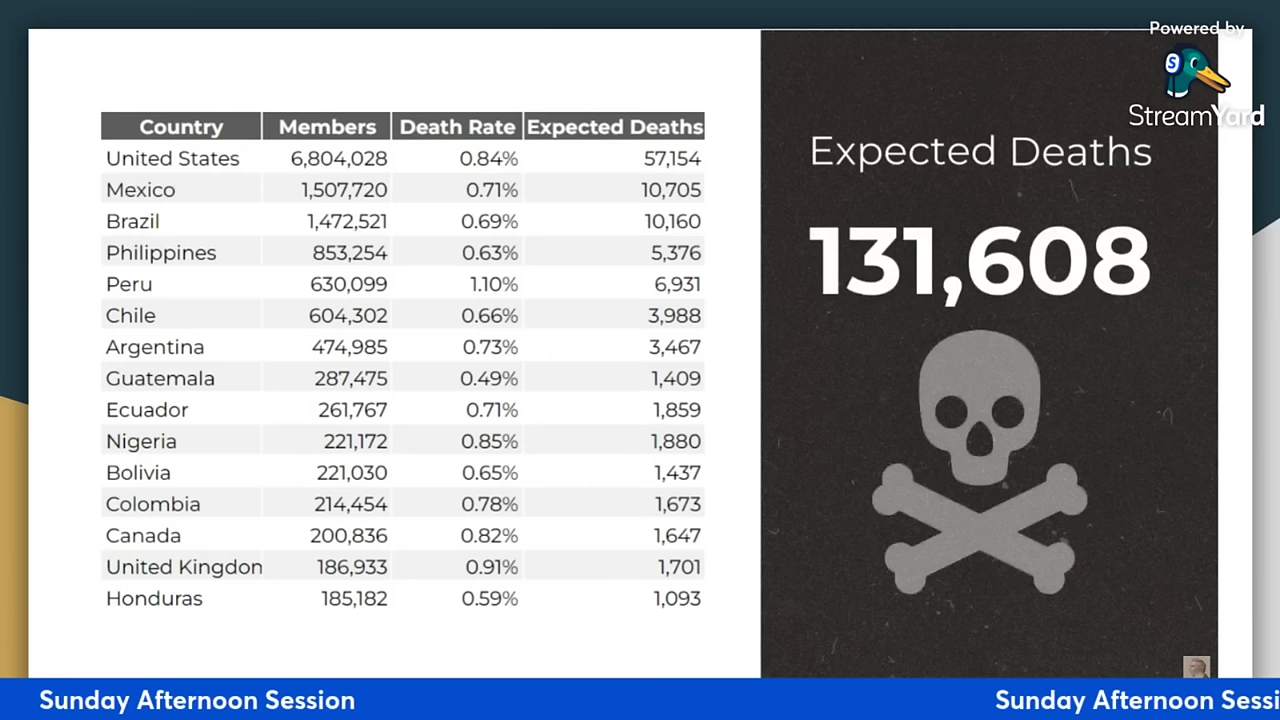 Powered by
StreamYard
Country Members Death Rate Expected Deaths
United States 6,804,028 0.84% 57,154
Mexico 1,507,720 0.71% 10,705
Brazil 1,472,521 0.69% 10,160
Philippines 853,254 0.63% 5,376
Peru 630,099 1.10% 6,931
Chile 604,302 0.66% 3,988
Argentina 474,985 0.73% 3,467
Guatemala 287,475 0.49% 1,409
Ecuador 261,767 0.71% 1,859
Nigeria 221,172 0.85% 1,880
Bolivia 221,030 0.65% 1,437
Colombia 214,454 0.78% 1,673
Canada 200,836 0.82% 1,647
United Kingdon 186,933 0.91% 1,701
Honduras 185,182 0.59% 1,093
Expected Deaths
131,608
Sunday Afternoon Session Sunday Afternoon Sessi